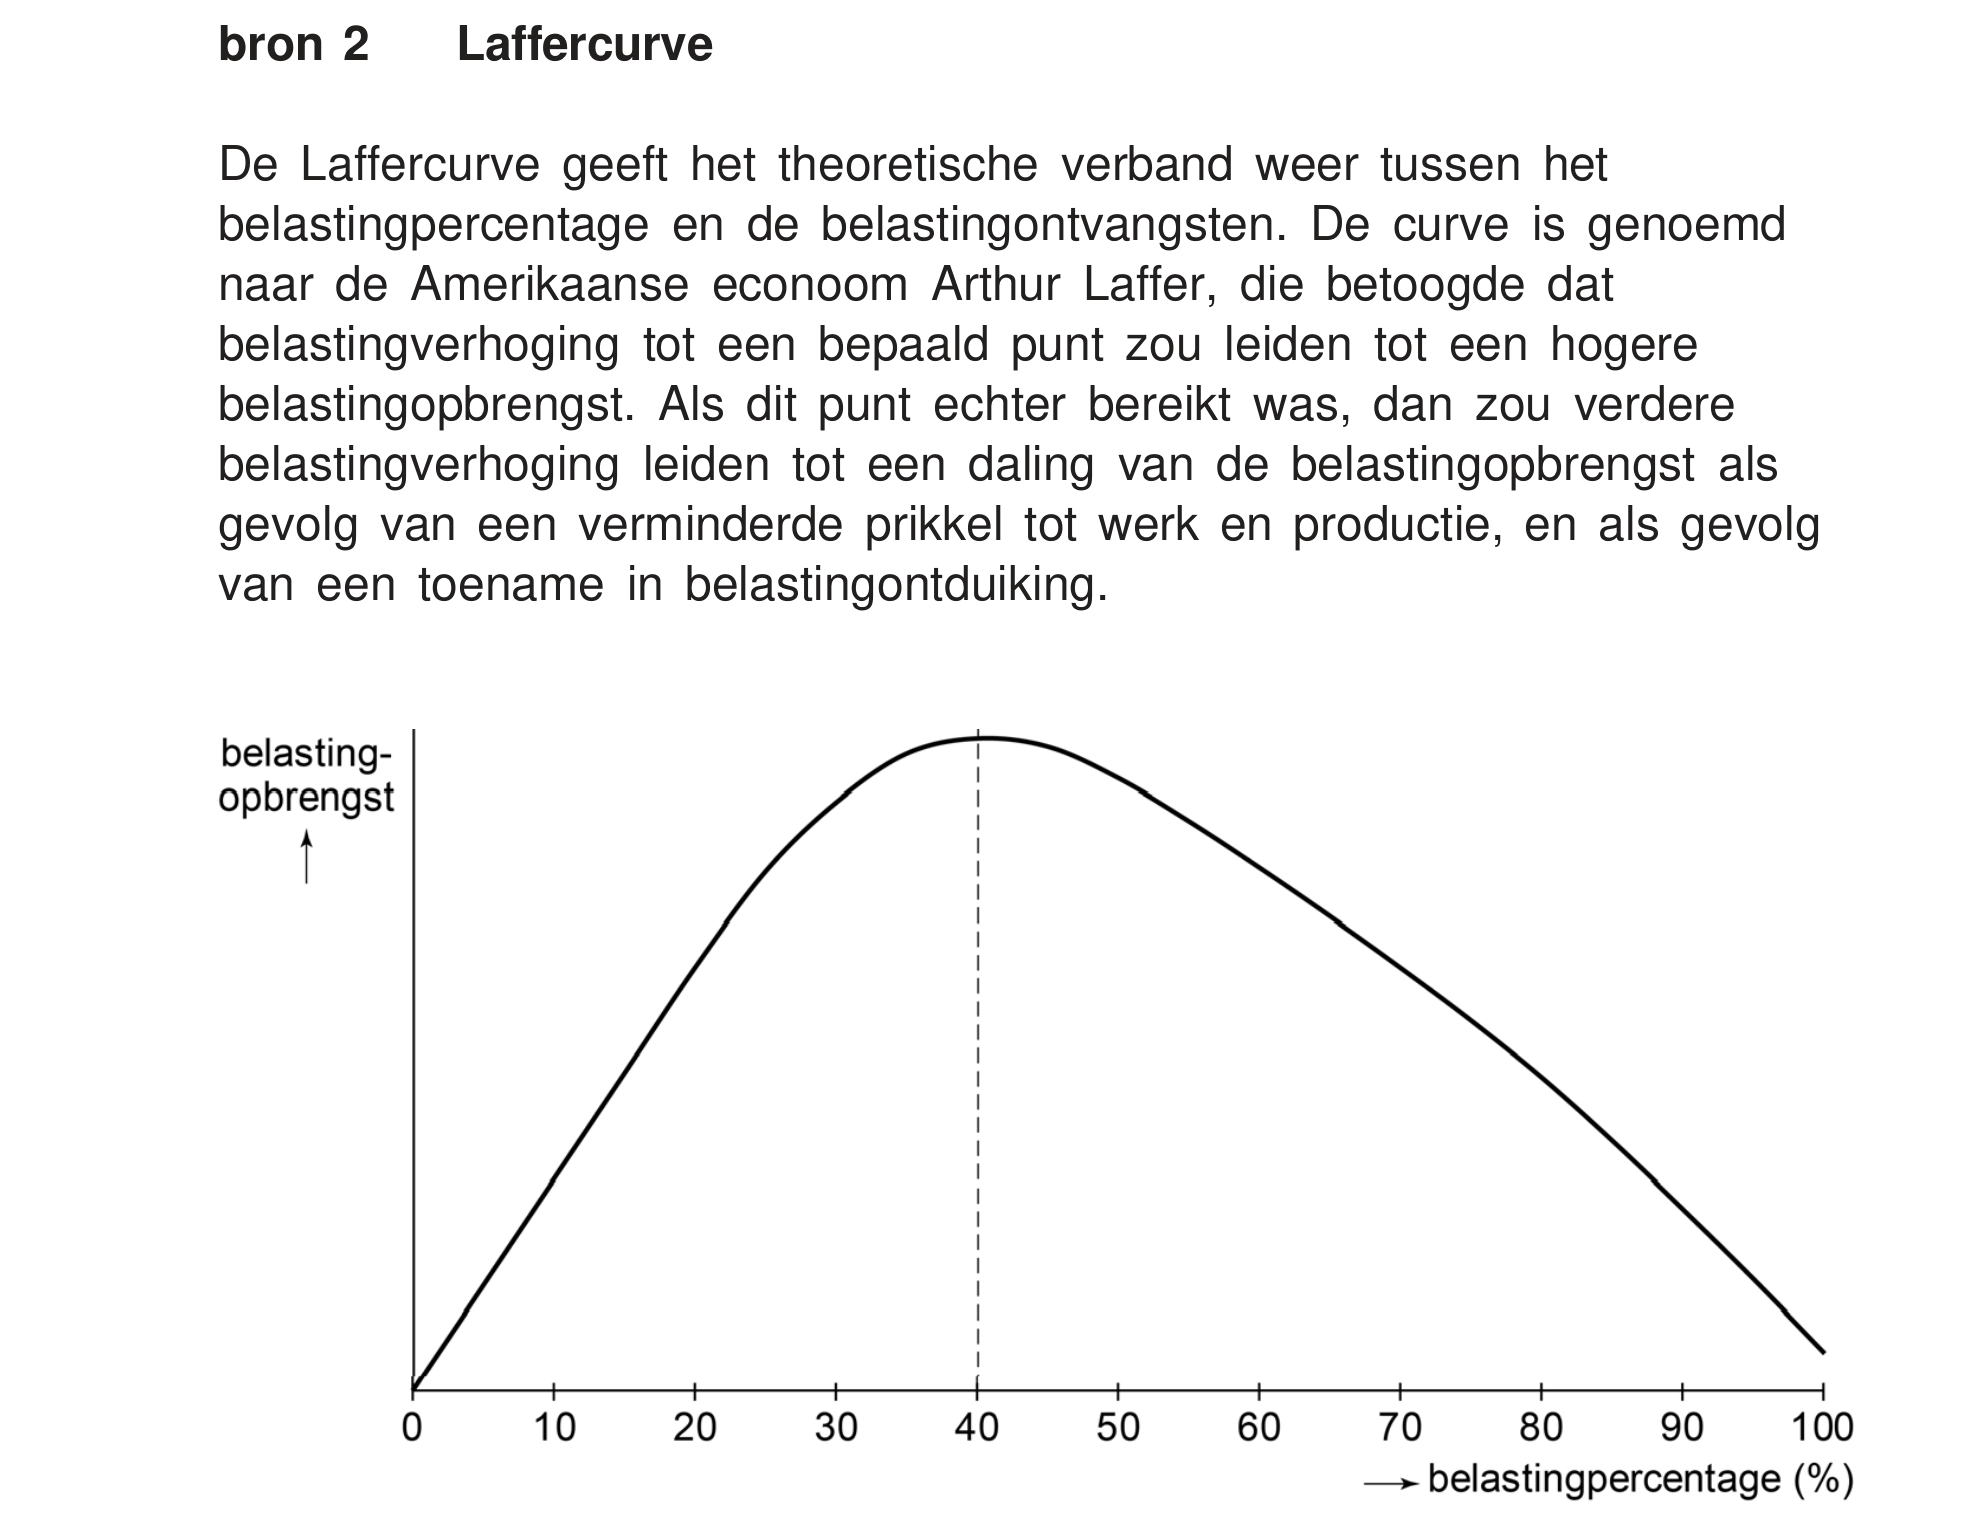 bron 2 Laffercurve
De Laffercurve geeft het theoretische verband weer tussen het
belastingpercentage en de belastingontvangsten. De curve is genoemd
naar de Amerikaanse econoom Arthur Laffer, die betoogde dat
belastingverhoging tot een bepaald punt zou leiden tot een hogere
belastingopbrengst. Als dit punt echter bereikt was, dan zou verdere
belastingverhoging leiden tot een daling van de belastingopbrengst als
gevolg van een verminderde prikkel tot werk en productie, en als gevolg
van een toename in belastingontduiking.
belasting-
opbrengst
0 10 20 30 40 50 60 70 80 90 100
belastingpercentage (%)